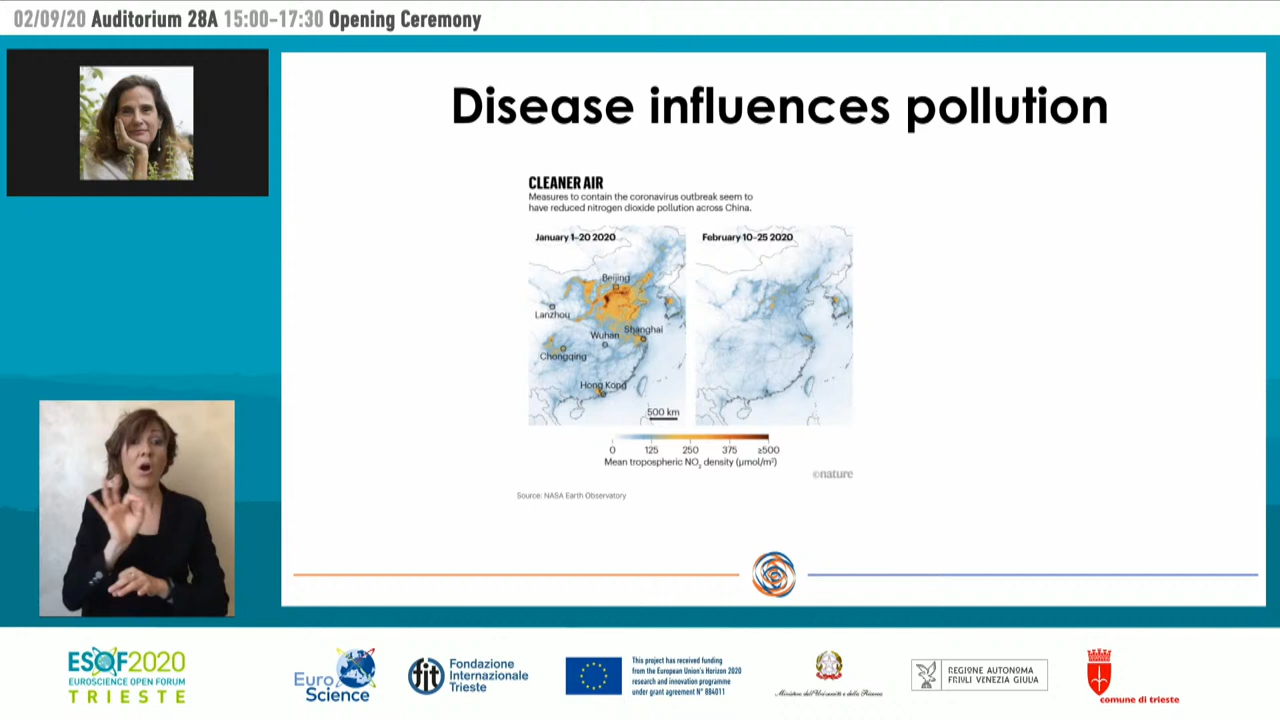 02/09/20 Auditorium 28A 15:00-17:30 Opening Ceremony
Disease influences pollution
CLEANER AIR
Measures to contain the coronavirus outbreak seem to
have reduced nitrogen dioxide pollution across China.
January 1–20 2020
February 10–25 2020
Beijing
Lanzhou
Wuhan
Shanghai
Chongqing
Hong Kong
500 km
0 125 250 375 ≥500
Mean tropospheric NO₂ density (μmol/m²)
©nature
Source: NASA Earth Observatory
ESOF2020
EUROSCIENCE OPEN FORUM
TRIESTE
Euro
Science
fit
Fondazione
Internazionale
Trieste
This project has received funding
from the European Union's Horizon 2020
research and innovation programme
under grant agreement N° 884011
Ministero dell'Università e della Ricerca
REGIONE AUTONOMA
FRIULI VENEZIA GIULIA
comune di trieste